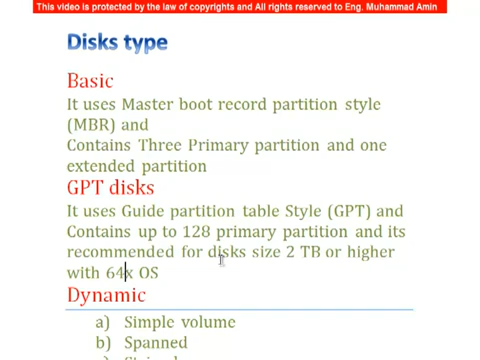 This video is protected by the law of copyrights and All rights reserved to Eng. Muhammad Amin
Disks type
Basic
It uses Master boot record partition style
(MBR) and
Contains Three Primary partition and one
extended partition
GPT disks
It uses Guide partition table Style (GPT) and
Contains up to 128 primary partition and its
recommended for disks size 2 TB or higher
with 64x OS
Dynamic
a) Simple volume
b) Spanned